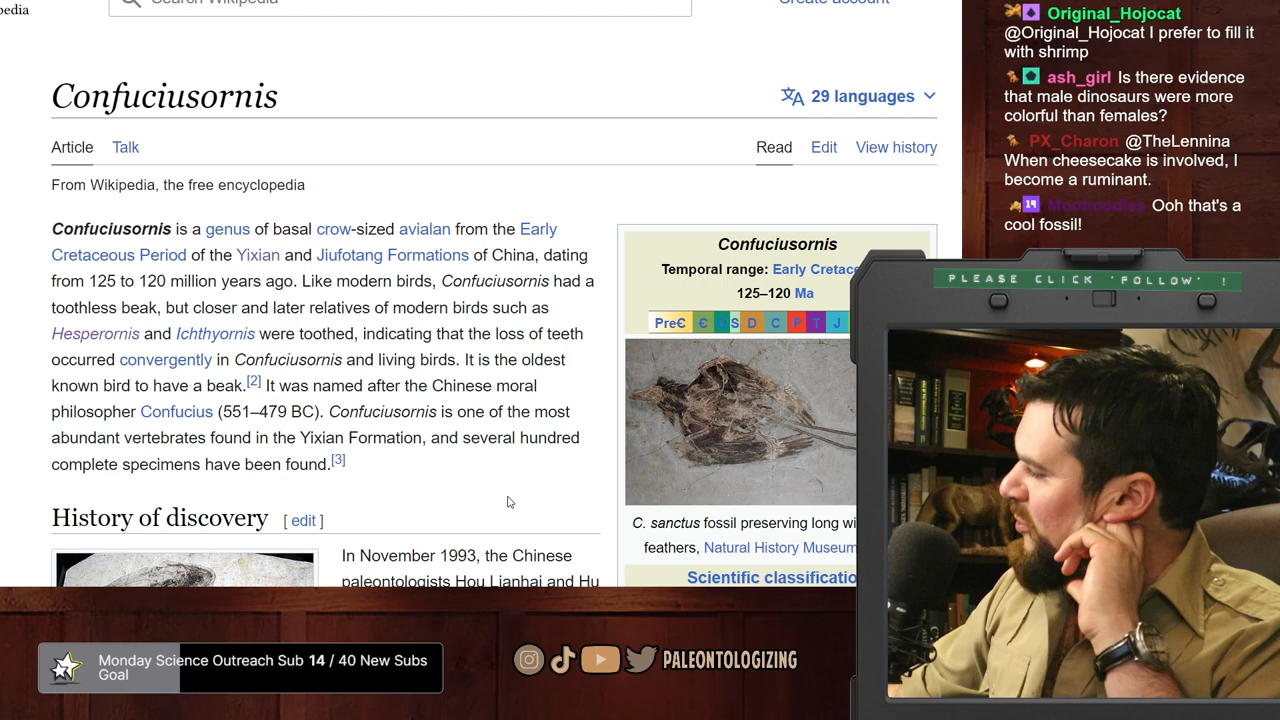 pedia
Search Wikipedia
Create account
Confuciusornis
29 languages
Article Talk
Read Edit View history
From Wikipedia, the free encyclopedia
Confuciusornis is a genus of basal crow-sized avialan from the Early
Cretaceous Period of the Yixian and Jiufotang Formations of China, dating
from 125 to 120 million years ago. Like modern birds, Confuciusornis had a
toothless beak, but closer and later relatives of modern birds such as
Hesperornis and Ichthyornis were toothed, indicating that the loss of teeth
occurred convergently in Confuciusornis and living birds. It is the oldest
known bird to have a beak.[2] It was named after the Chinese moral
philosopher Confucius (551–479 BC). Confuciusornis is one of the most
abundant vertebrates found in the Yixian Formation, and several hundred
complete specimens have been found.[3]
History of discovery [ edit ]
In November 1993, the Chinese
paleontologists Hou Lianhai and Hu
Confuciusornis
Temporal range: Early Cretace
125–120 Ma
PreЄ Є O S D C P T J
C. sanctus fossil preserving long wi
feathers, Natural History Museum
Scientific classificatio
Original_Hojocat
@Original_Hojocat I prefer to fill it
with shrimp
ash_girl Is there evidence
that male dinosaurs were more
colorful than females?
PX_Charon @TheLennina
When cheesecake is involved, I
become a ruminant.
14 Ooh that's a
cool fossil!
PLEASE CLICK 'FOLLOW' !
Monday Science Outreach Sub 14 / 40 New Subs
Goal
PALEONTOLOGIZING